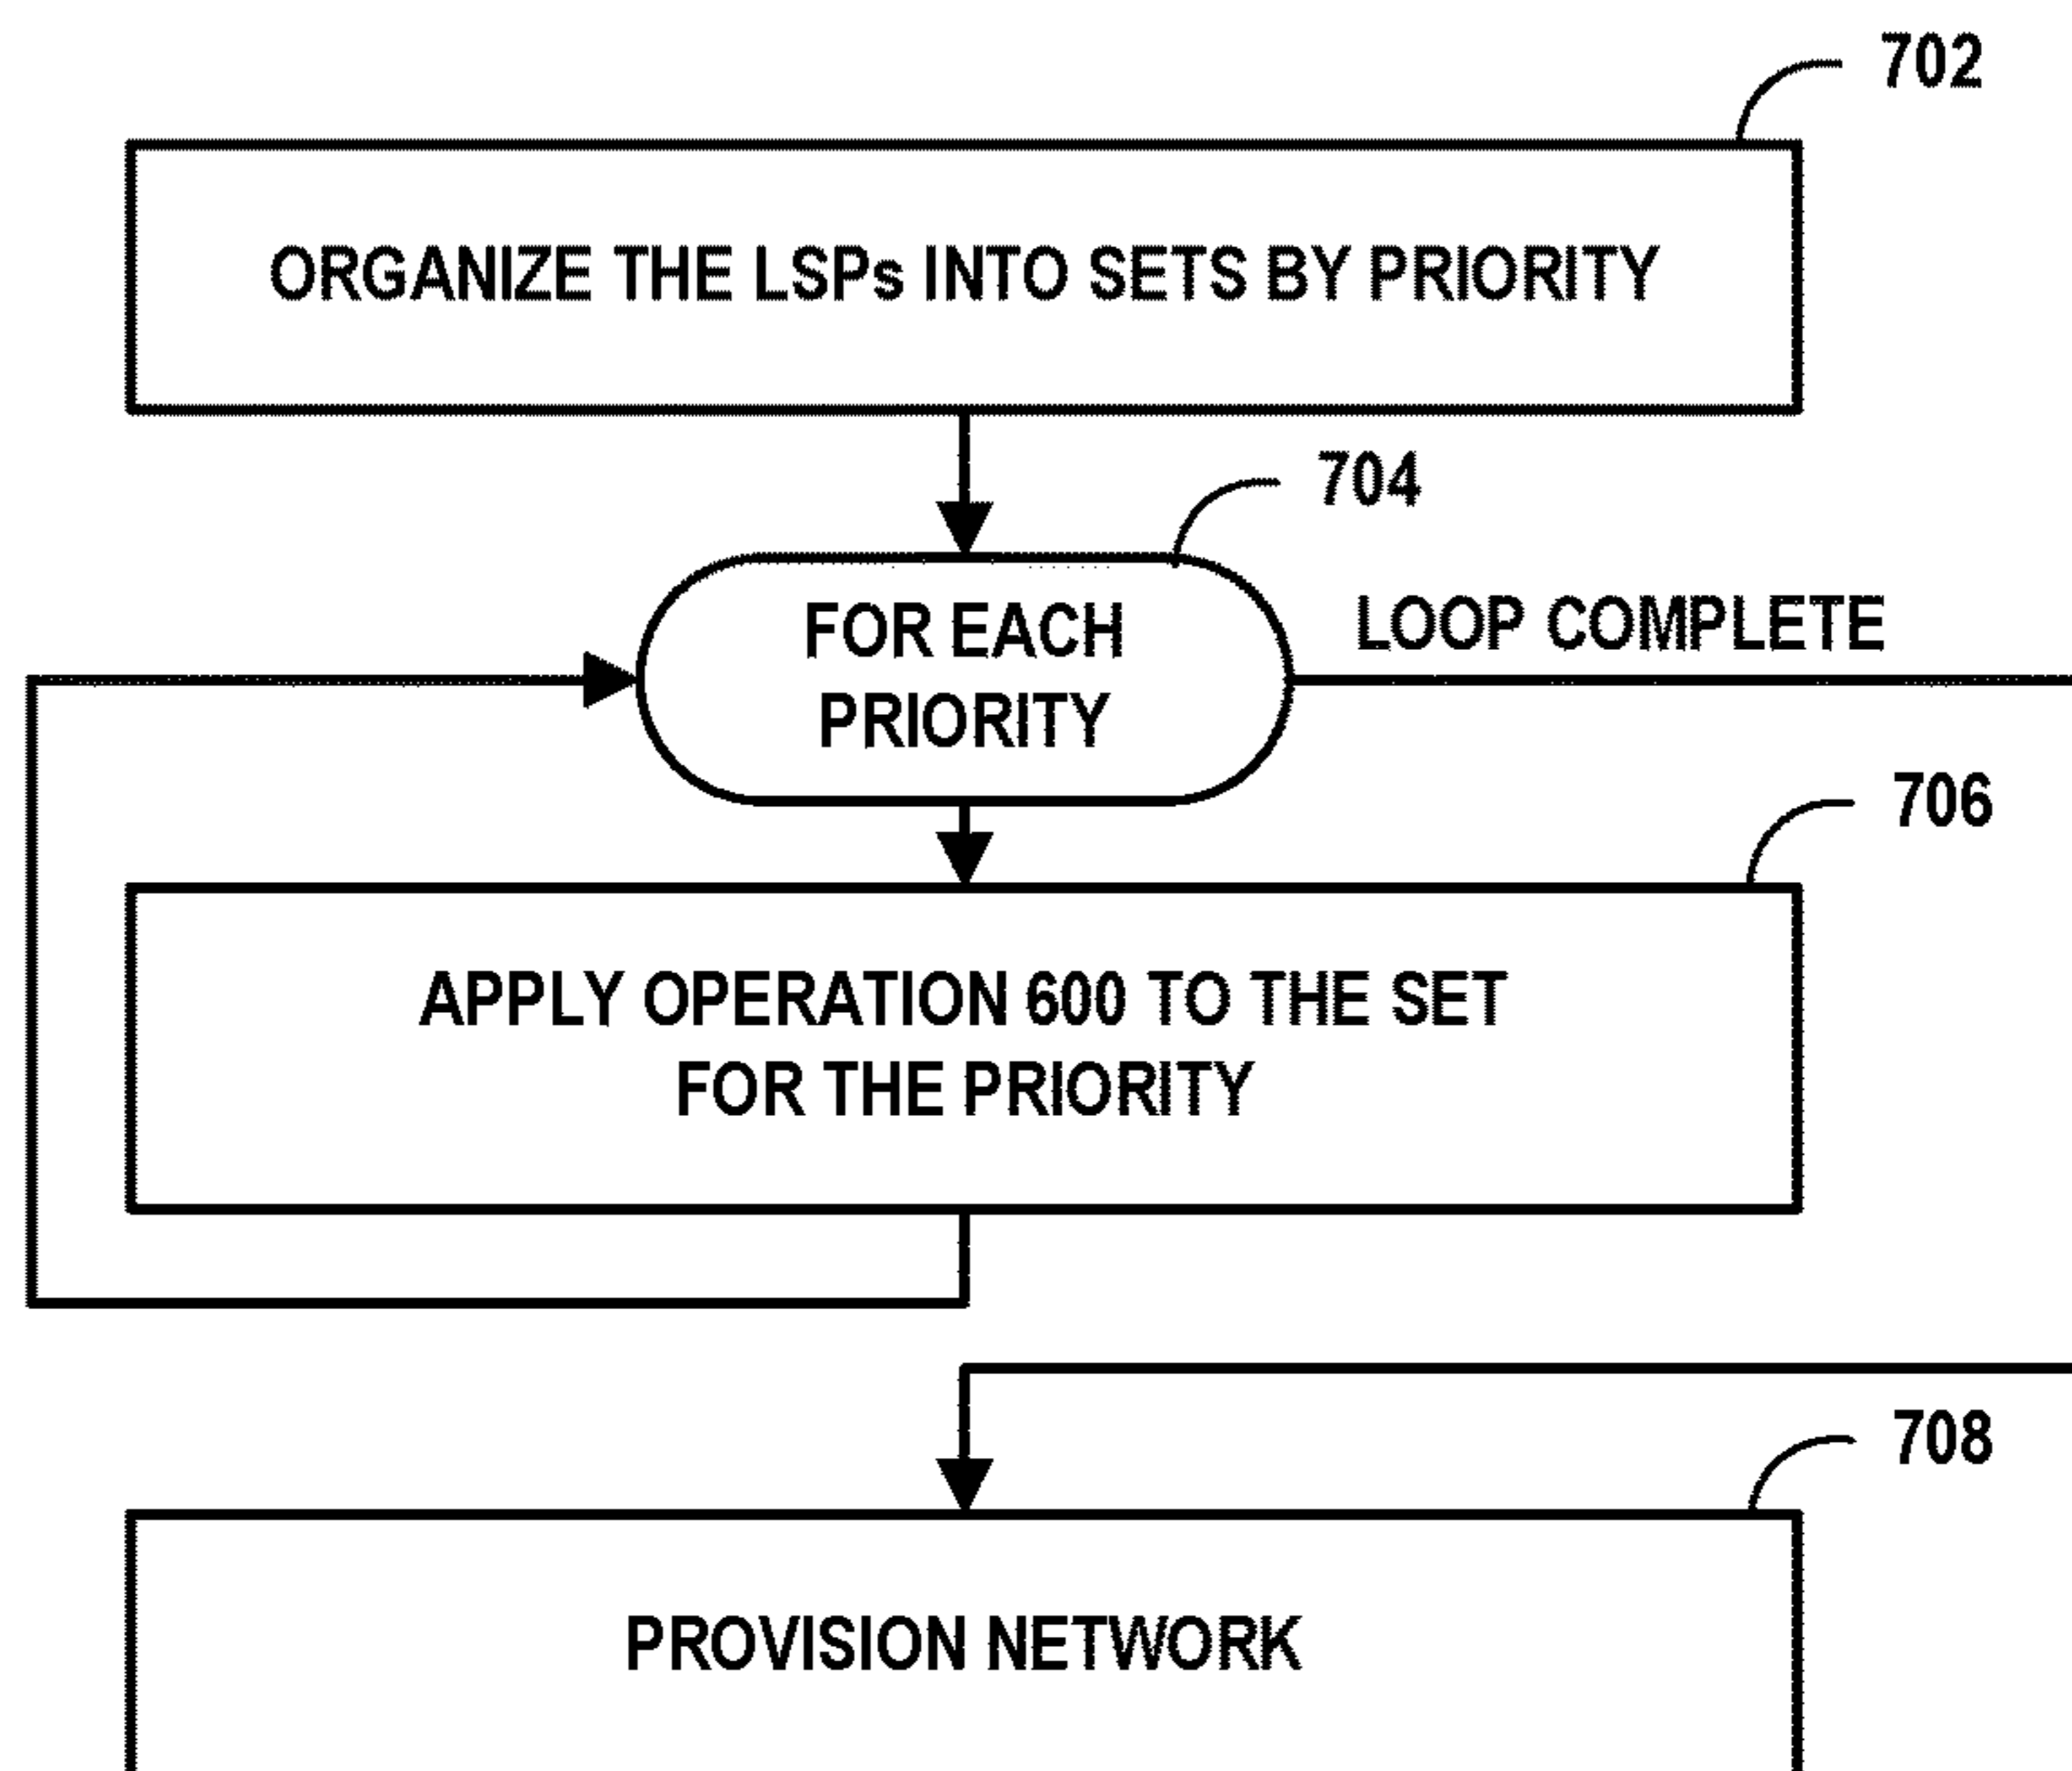 702
ORGANIZE THE LSPs INTO SETS BY PRIORITY
704
FOR EACH
PRIORITY
LOOP COMPLETE
706
APPLY OPERATION 600 TO THE SET
FOR THE PRIORITY
708
PROVISION NETWORK